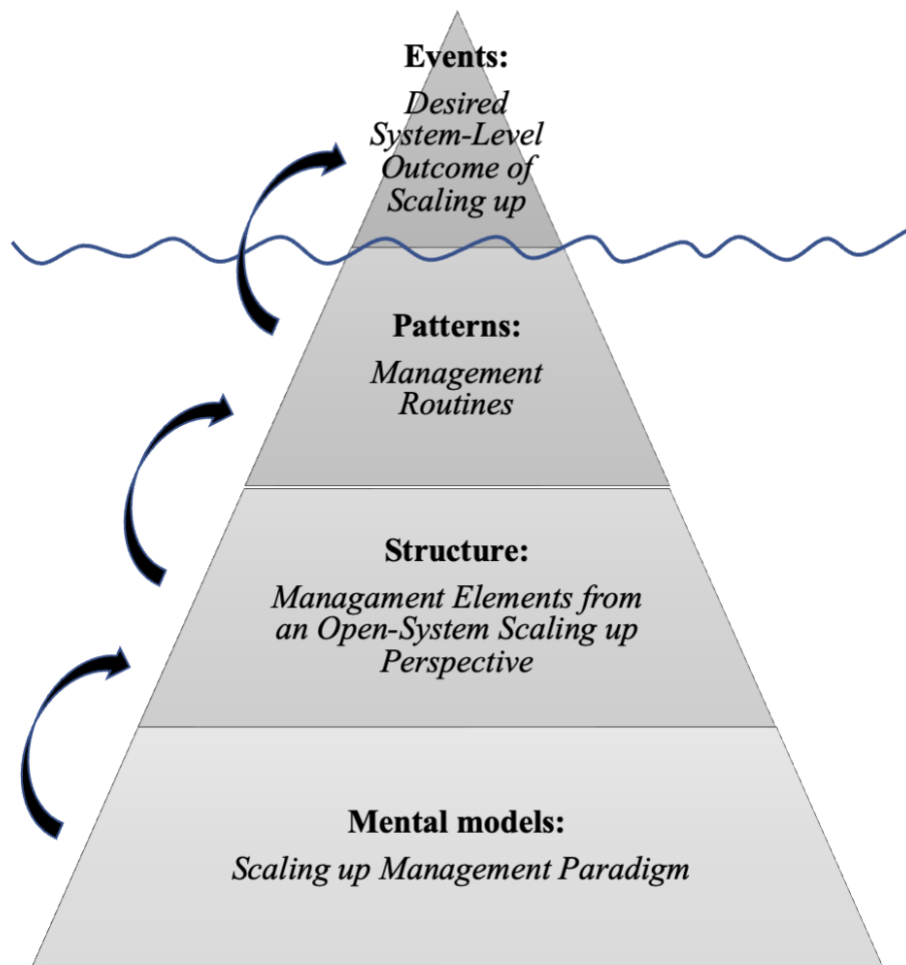 Events:
Desired
System-Level
Outcome of
Scaling up
Patterns:
Management
Routines
Structure:
Managament Elements from
an Open-System Scaling up
Perspective
Mental models:
Scaling up Management Paradigm